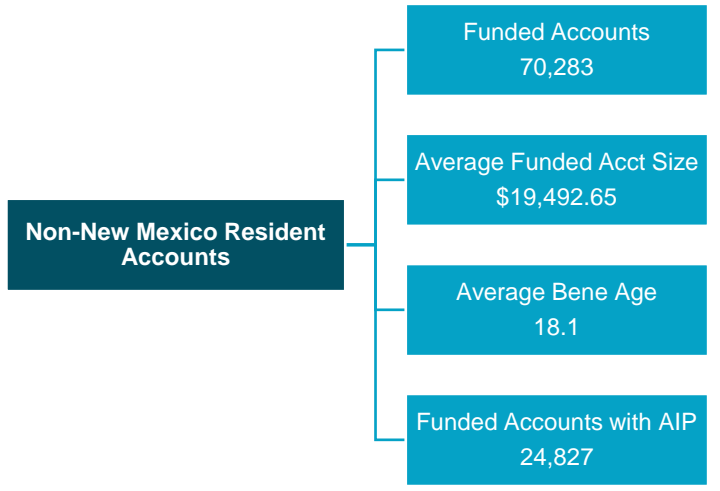 Non-New Mexico Resident
Accounts
Funded Accounts
70,283
Average Funded Acct Size
$19,492.65
Average Bene Age
18.1
Funded Accounts with AIP
24,827